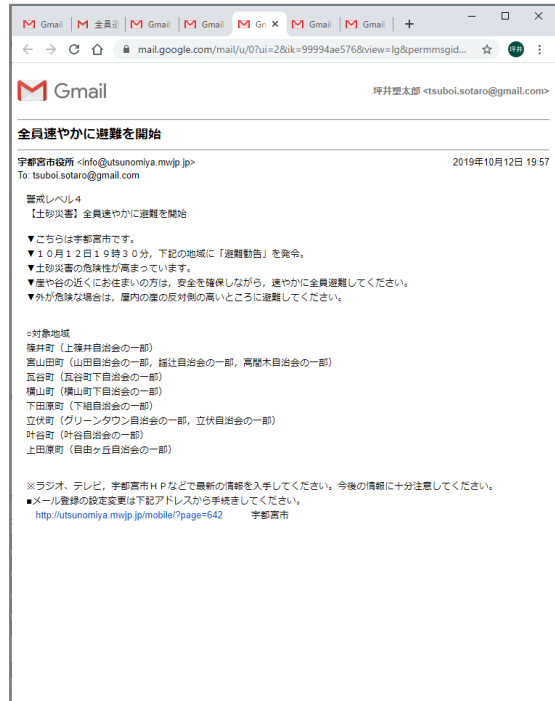 Gmail
全員速
Gmail
Gmail
Gm
Gmail
Gmail
mail.google.com/mail/u/0?ui=2&ik=99994ae576&view=lg&permmsgid...
坪井
Gmail
坪井塑太郎 <tsuboi.sotaro@gmail.com>
全員速やかに避難を開始
宇都宮市役所 <info@utsunomiya.mwjp.jp> 2019年10月12日 19:57
To: tsuboi.sotaro@gmail.com
警戒レベル4
【土砂災害】全員速やかに避難を開始
▼こちらは宇都宮市です。
▼10月12日19時30分，下記の地域に「避難勧告」を発令。
▼土砂災害の危険性が高まっています。
▼崖や谷の近くにお住まいの方は，安全を確保しながら，速やかに全員避難してください。
▼外が危険な場合は，屋内の崖の反対側の高いところに避難してください。
○対象地域
篠井町（上篠井自治会の一部）
宮山田町（山田自治会の一部，謡辻自治会の一部，高間木自治会の一部）
瓦谷町（瓦谷町下自治会の一部）
横山町（横山町下自治会の一部）
下田原町（下組自治会の一部）
立伏町（グリーンタウン自治会の一部，立伏自治会の一部）
叶谷町（叶谷自治会の一部）
上田原町（自由ヶ丘自治会の一部）
※ラジオ、テレビ，宇都宮市ＨＰなどで最新の情報を入手してください。今後の情報に十分注意してください。
■メール登録の設定変更は下記アドレスから手続きしてください。
http://utsunomiya.mwjp.jp/mobile/?page=642 宇都宮市